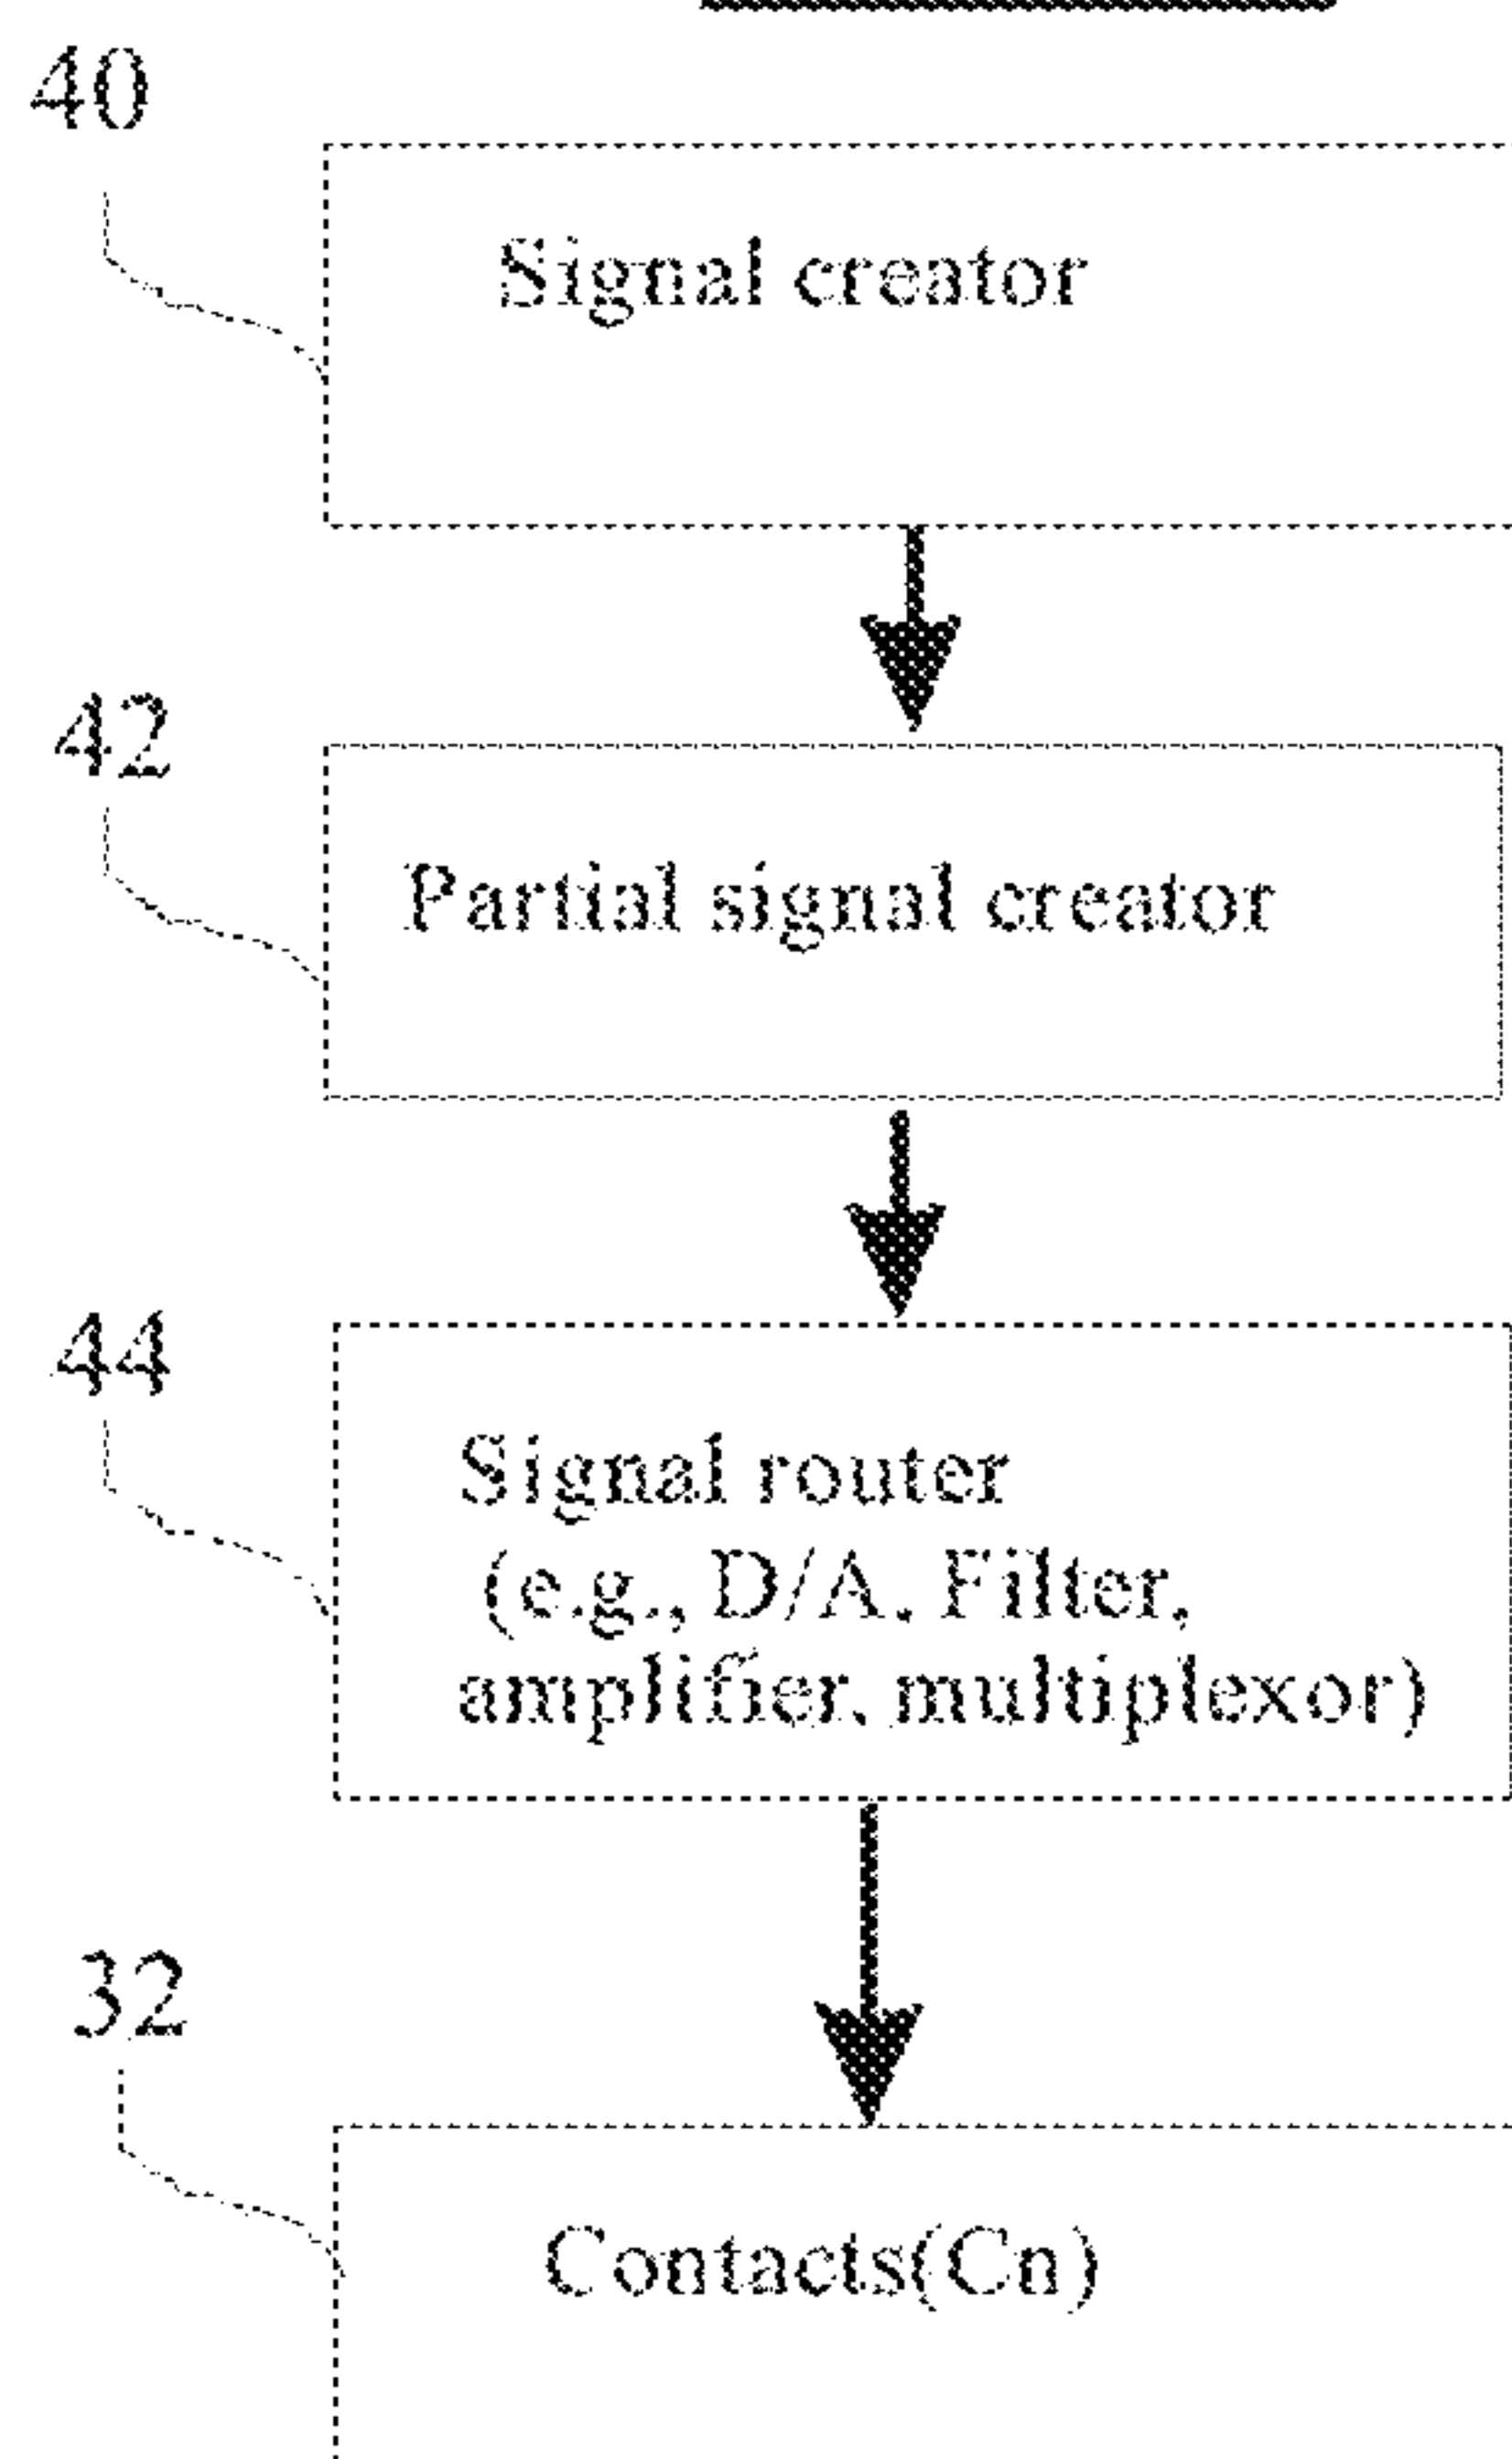 40
Signal creator
42
Partial signal creator
44
Signal router
(e.g., D/A, Filter,
amplifier, multiplexor)
32
Contacts(Cn)